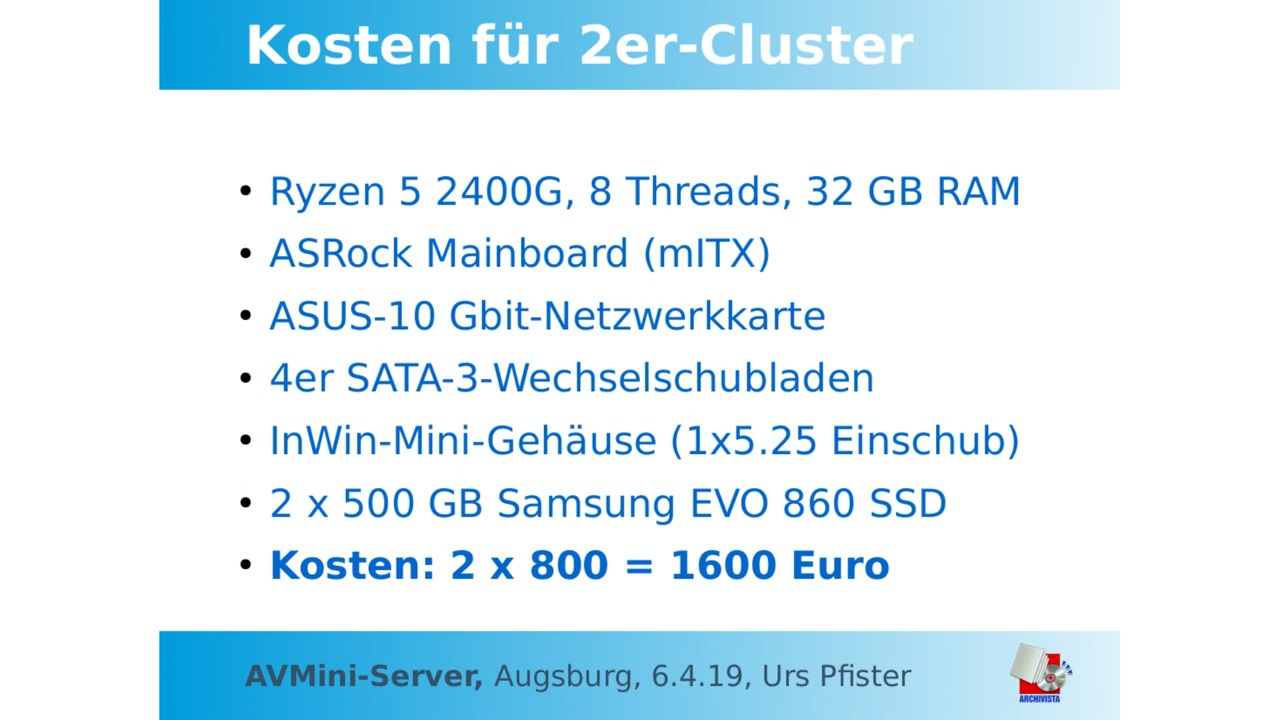 Kosten für 2er-Cluster
• Ryzen 5 2400G, 8 Threads, 32 GB RAM
• ASRock Mainboard (mITX)
• ASUS-10 Gbit-Netzwerkkarte
• 4er SATA-3-Wechselschubladen
• InWin-Mini-Gehäuse (1x5.25 Einschub)
• 2 x 500 GB Samsung EVO 860 SSD
• Kosten: 2 x 800 = 1600 Euro
AVMini-Server, Augsburg, 6.4.19, Urs Pfister
ARCHIVISTA